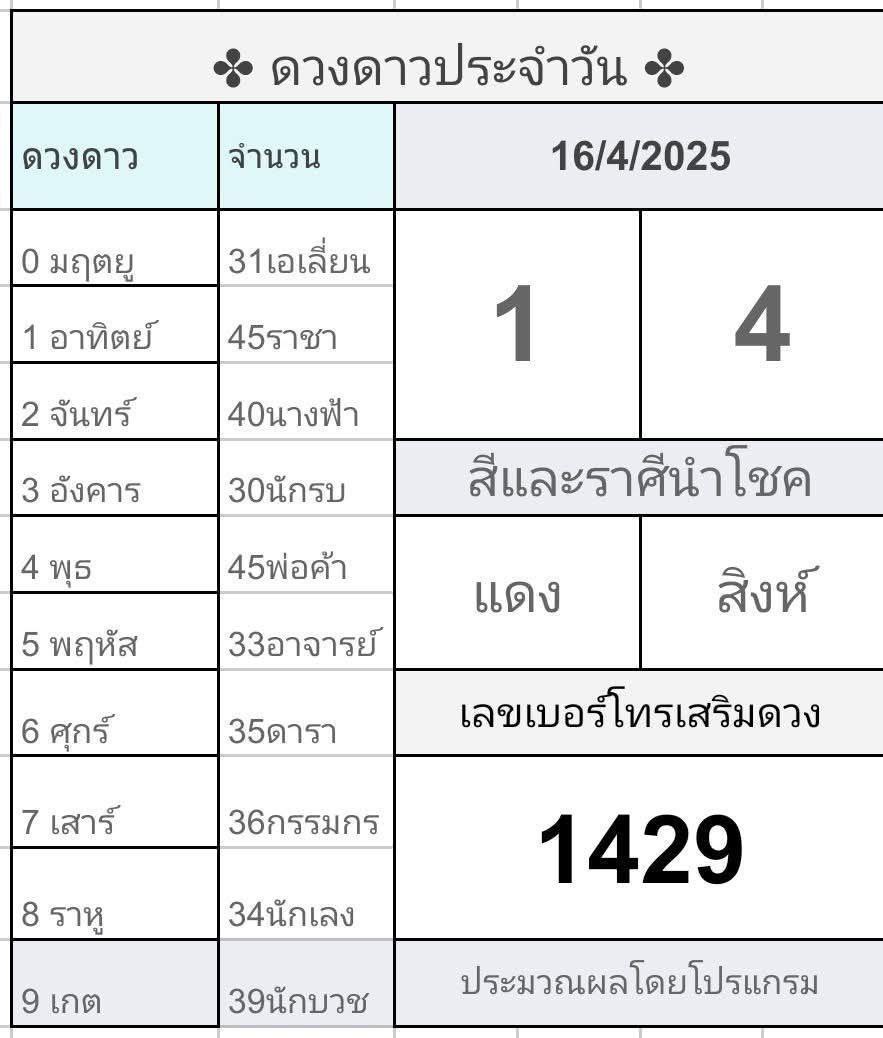 ✤ ดวงดาวประจำวัน ✤
ดวงดาว จำนวน 16/4/2025
0 มฤตยู 31เอเลี่ยน
1 อาทิตย์ 45ราชา
1 4
2 จันทร์ 40นางฟ้า
3 อังคาร 30นักรบ
สีและราศีนำโชค
4 พุธ 45พ่อค้า
แดง สิงห์
5 พฤหัส 33อาจารย์
6 ศุกร์ 35ดารา
เลขเบอร์โทรเสริมดวง
7 เสาร์ 36กรรมกร
1429
8 ราหู 34นักเลง
9 เกต 39นักบวช
ประมวณผลโดยโปรแกรม